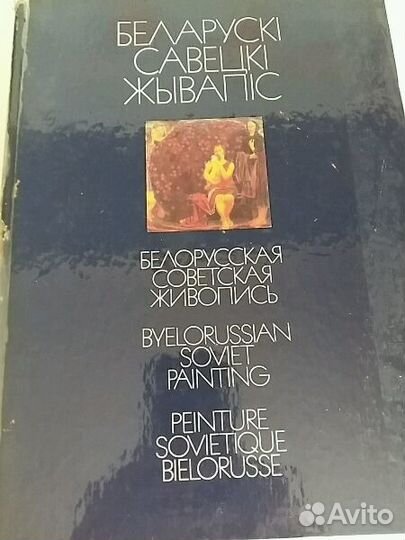 БЕЛАРУСКІ
САВЕЦКІ
ЖЫВАПІС
БЕЛОРУССКАЯ
СОВЕТСКАЯ
ЖИВОПИСЬ
BYELORUSSIAN
SOVIET
PAINTING
PEINTURE
SOVIETIQUE
BIELORUSSE
Avito